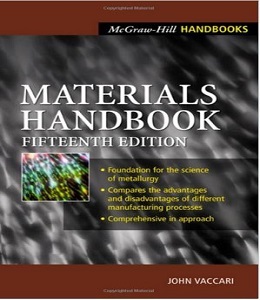 McGraw-Hill HANDBOOKS
MATERIALS
HANDBOOK
FIFTEENTH EDITION
• Foundation for the science
of metallurgy
• Compares the advantages
and disadvantages of different
manufacturing processes
• Comprehensive in approach
JOHN VACCARI